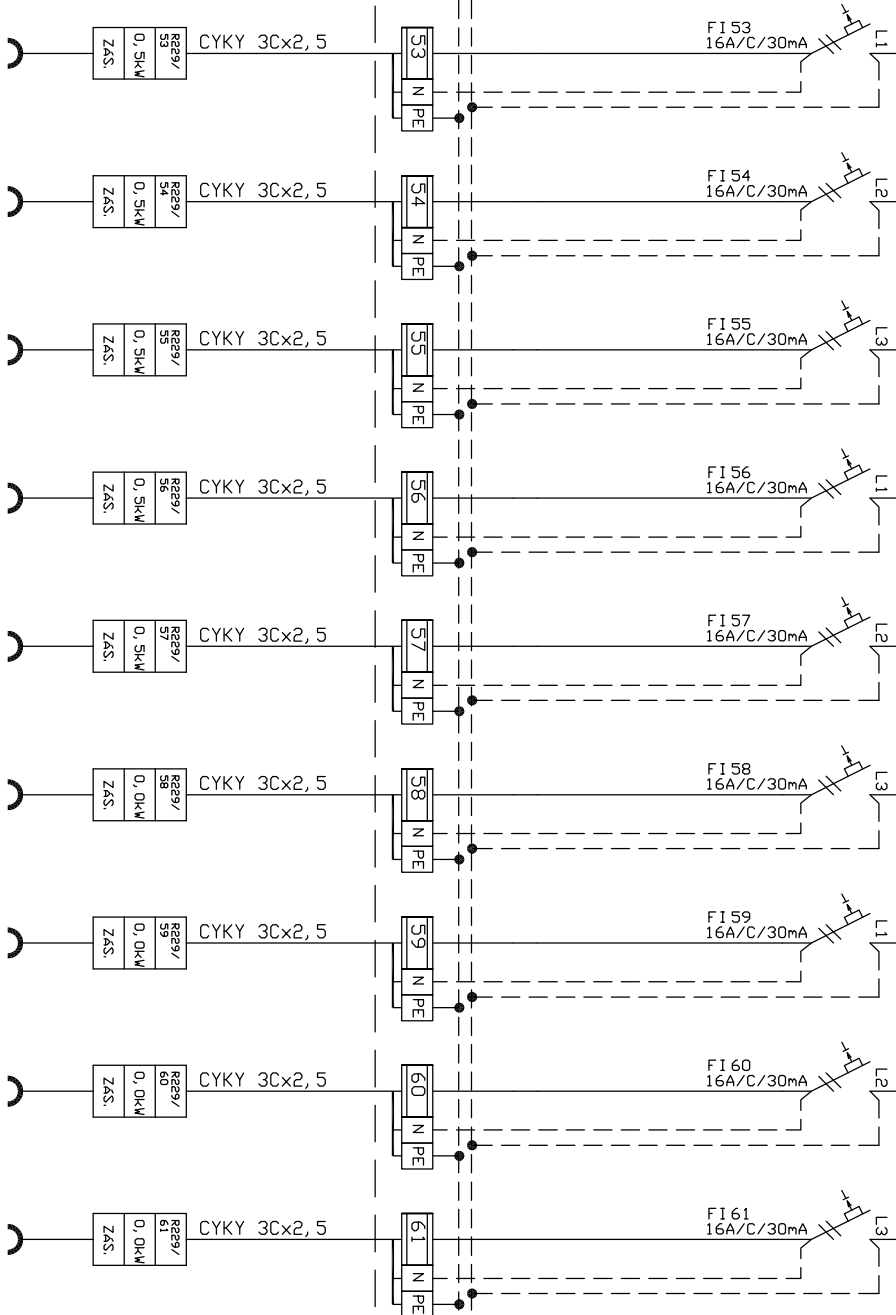 FI53
16A/C/30mA
L1
R229/
53
0,5kW
ZÁS.
CYKY 3Cx2,5
53
N
PE
FI54
16A/C/30mA
L2
R229/
54
0,5kW
ZÁS.
CYKY 3Cx2,5
54
N
PE
FI55
16A/C/30mA
L3
R229/
55
0,5kW
ZÁS.
CYKY 3Cx2,5
55
N
PE
FI56
16A/C/30mA
L1
R229/
56
0,5kW
ZÁS.
CYKY 3Cx2,5
56
N
PE
FI57
16A/C/30mA
L2
R229/
57
0,5kW
ZÁS.
CYKY 3Cx2,5
57
N
PE
FI58
16A/C/30mA
L3
R229/
58
0,0kW
ZÁS.
CYKY 3Cx2,5
58
N
PE
FI59
16A/C/30mA
L1
R229/
59
0,0kW
ZÁS.
CYKY 3Cx2,5
59
N
PE
FI60
16A/C/30mA
L2
R229/
60
0,0kW
ZÁS.
CYKY 3Cx2,5
60
N
PE
FI61
16A/C/30mA
L3
R229/
61
0,0kW
ZÁS.
CYKY 3Cx2,5
61
N
PE